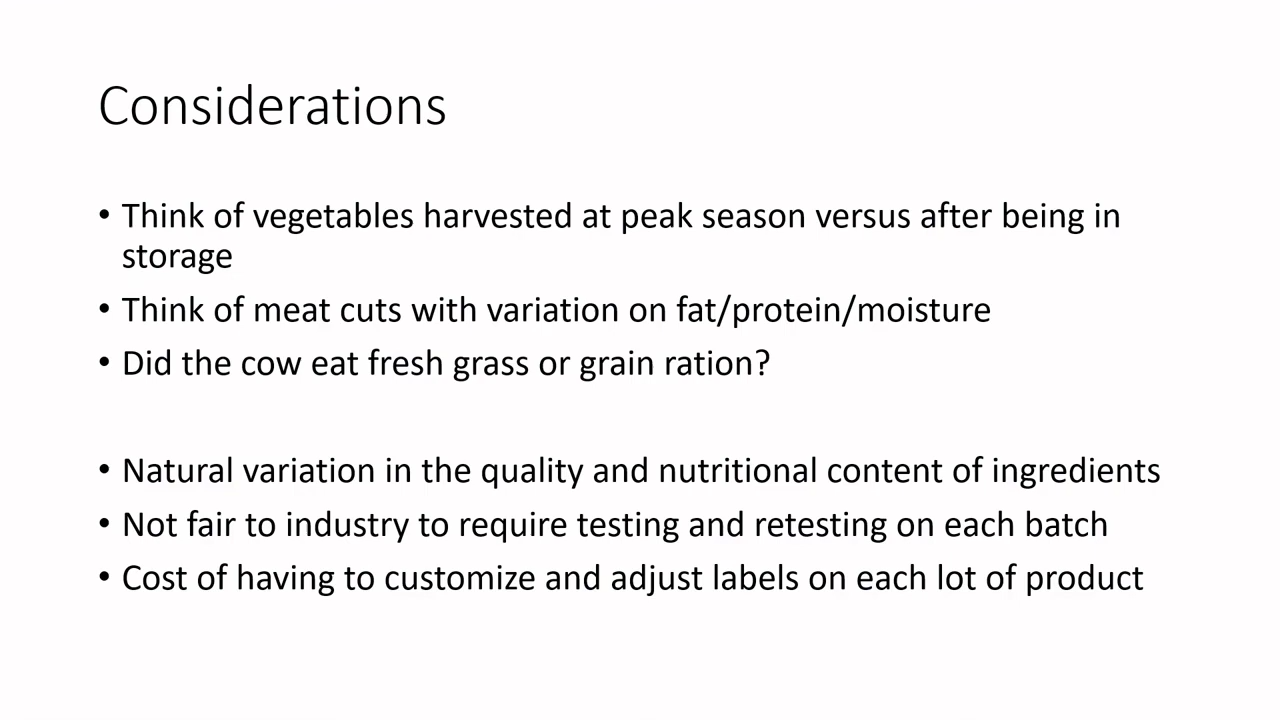 Considerations
• Think of vegetables harvested at peak season versus after being in
storage
• Think of meat cuts with variation on fat/protein/moisture
• Did the cow eat fresh grass or grain ration?
• Natural variation in the quality and nutritional content of ingredients
• Not fair to industry to require testing and retesting on each batch
• Cost of having to customize and adjust labels on each lot of product